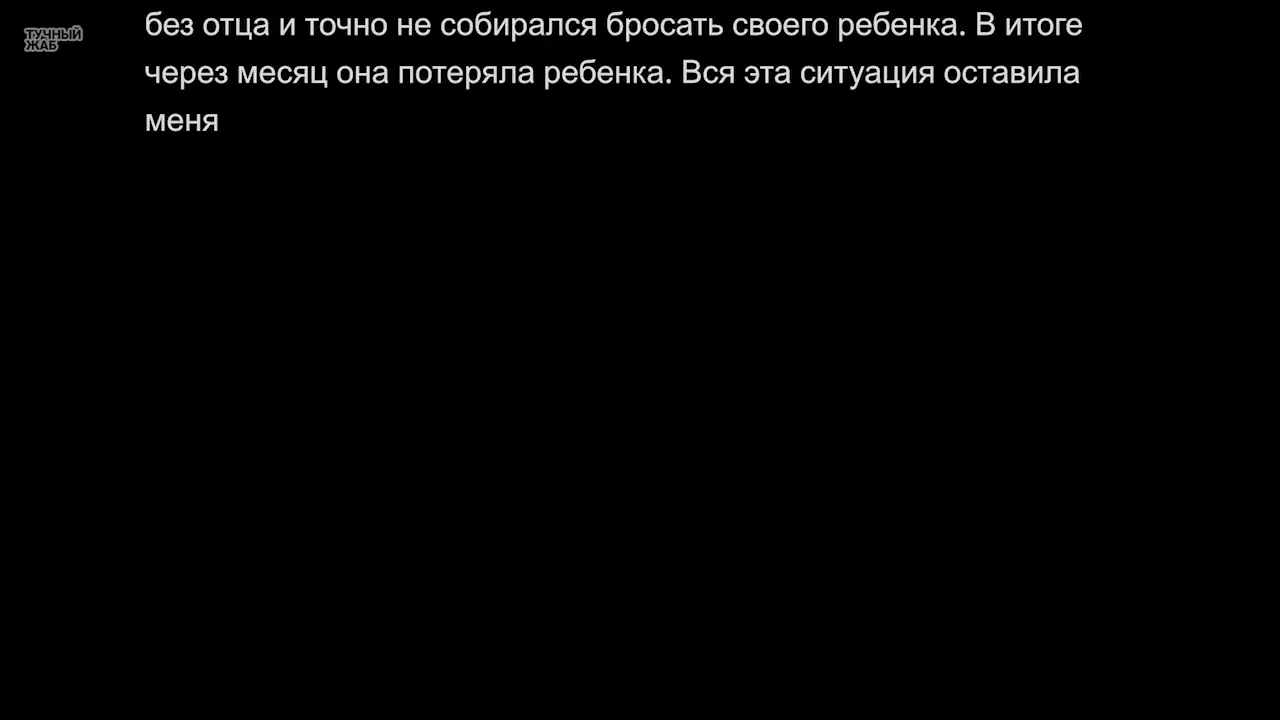 ТУЧНЫЙ
ЖАБ
без отца и точно не собирался бросать своего ребенка. В итоге
через месяц она потеряла ребенка. Вся эта ситуация оставила
меня